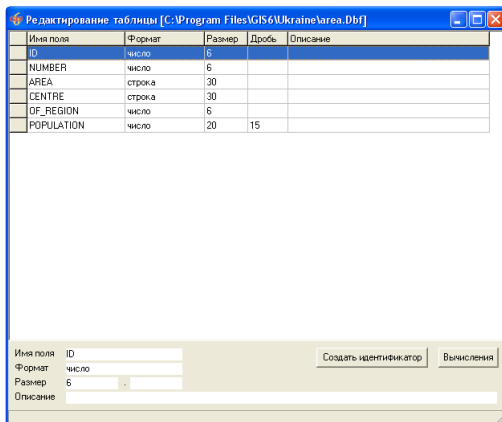 Редактирование таблицы [C:\Program Files\GIS6\Ukraine\area.Dbf]
Имя поля Формат Размер Дробь Описание
ID число 6
NUMBER число 6
AREA строка 30
CENTRE строка 30
OF_REGION число 6
POPULATION число 20 15
Имя поля ID
Формат число
Размер 6 .
Описание
Создать идентификатор Вычисления